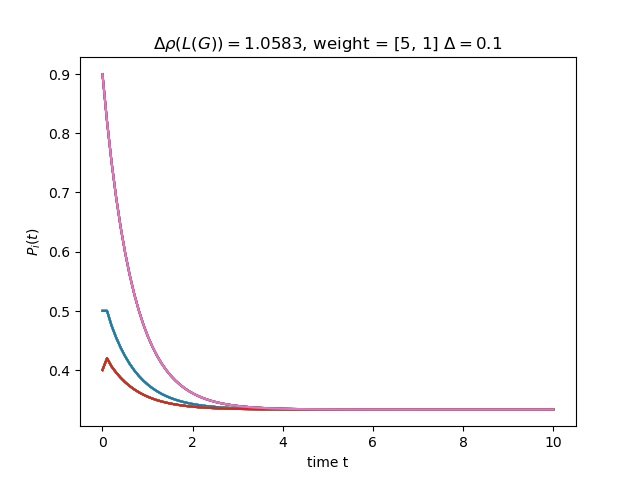 Δρ(L(G)) = 1.0583, weight = [5, 1] Δ = 0.1
0.9
0.8
0.7
0.6
0.5
0.4
P_i(t)
0 2 4 6 8 10
time t